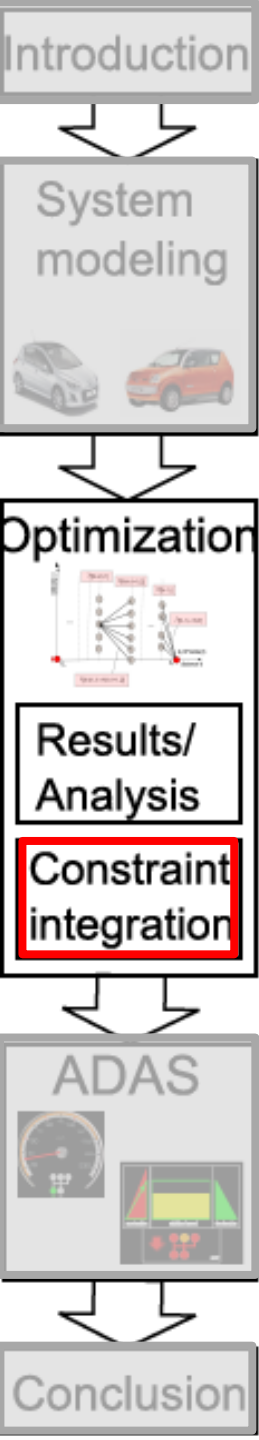 Introduction
System
modeling
Optimization
Results/
Analysis
Constraint
integration
ADAS
Conclusion